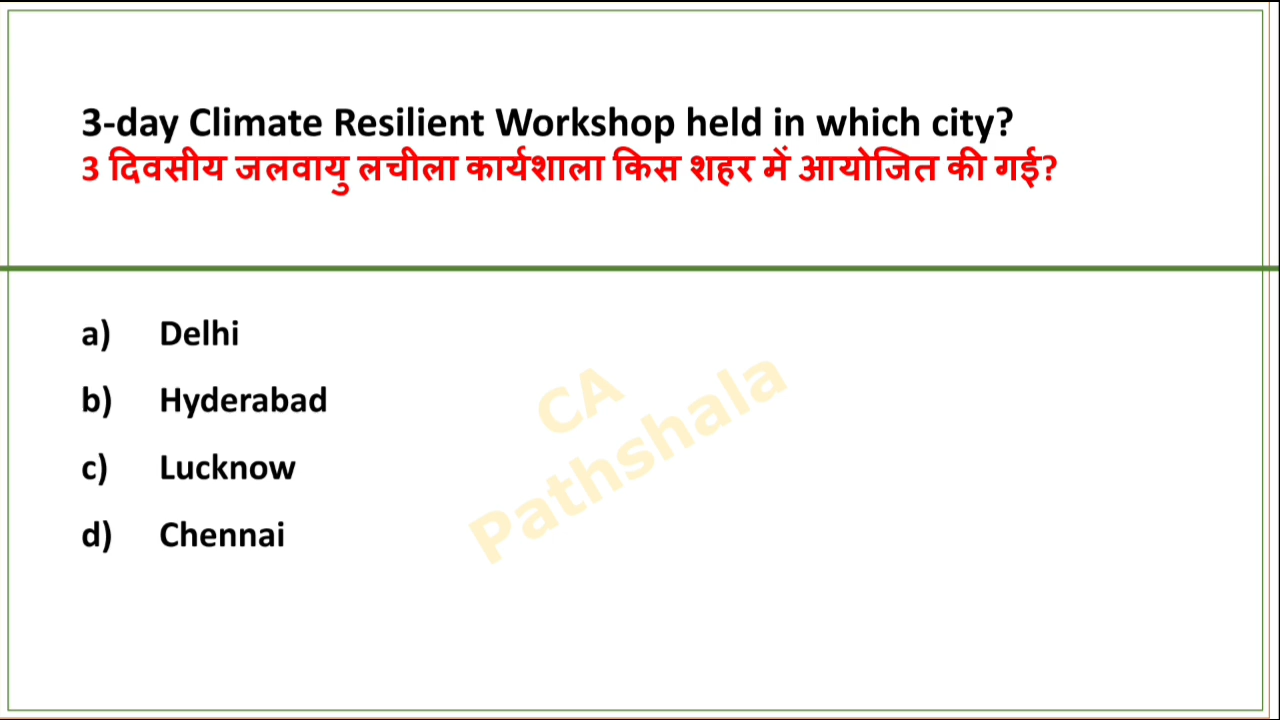 3-day Climate Resilient Workshop held in which city?
3 दिवसीय जलवायु लचीला कार्यशाला किस शहर में आयोजित की गई?
a) Delhi
b) Hyderabad
c) Lucknow
d) Chennai
CA
Pathshala